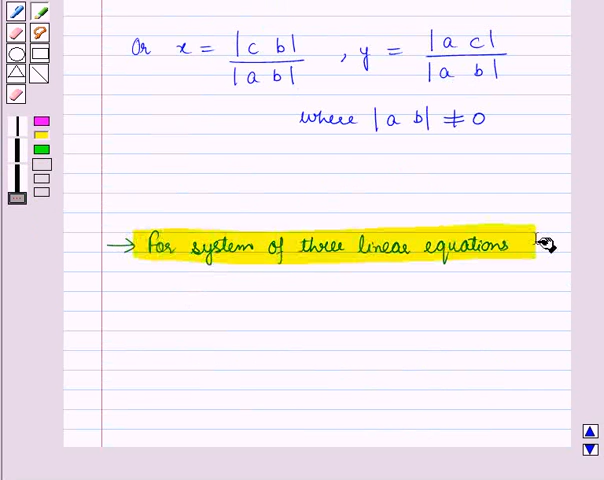 Or x = |c b| / |a b| , y = |a c| / |a b|
where |a b| ≠ 0
→ For system of three linear equations